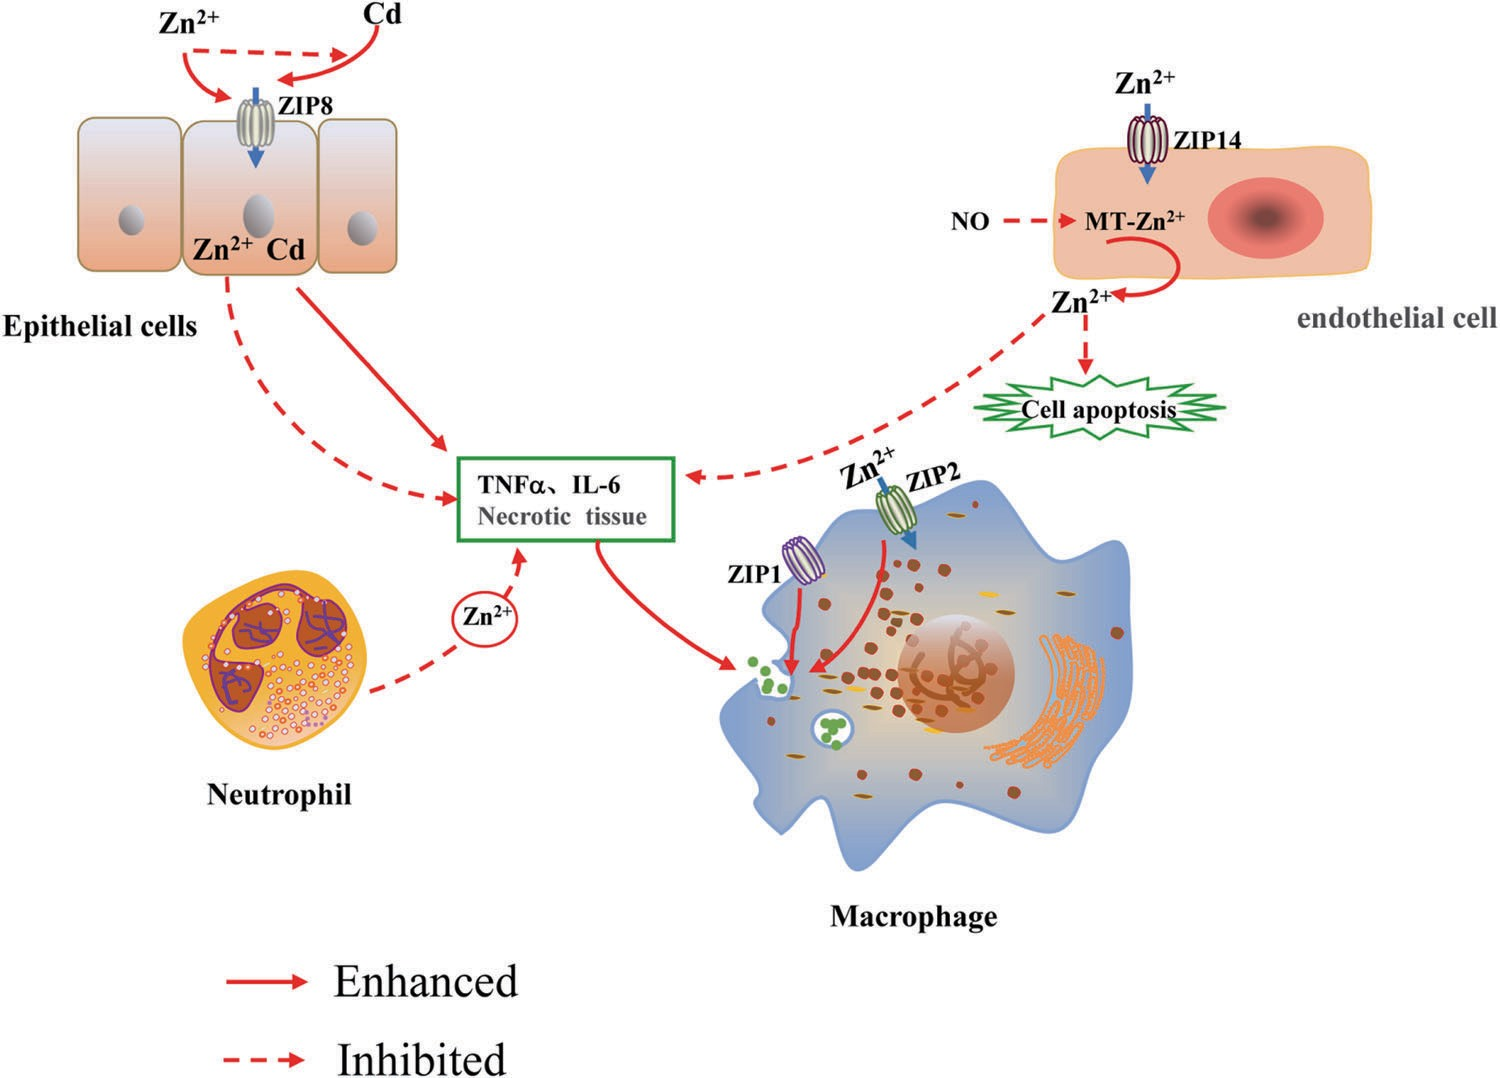 Zn²⁺
Cd
ZIP8
Zn²⁺ Cd
Epithelial cells
Zn²⁺
ZIP14
NO
MT-Zn²⁺
Zn²⁺
endothelial cell
Cell apoptosis
TNFα、IL-6
Necrotic tissue
Zn²⁺
ZIP2
ZIP1
Zn²⁺
Neutrophil
Macrophage
Enhanced
Inhibited